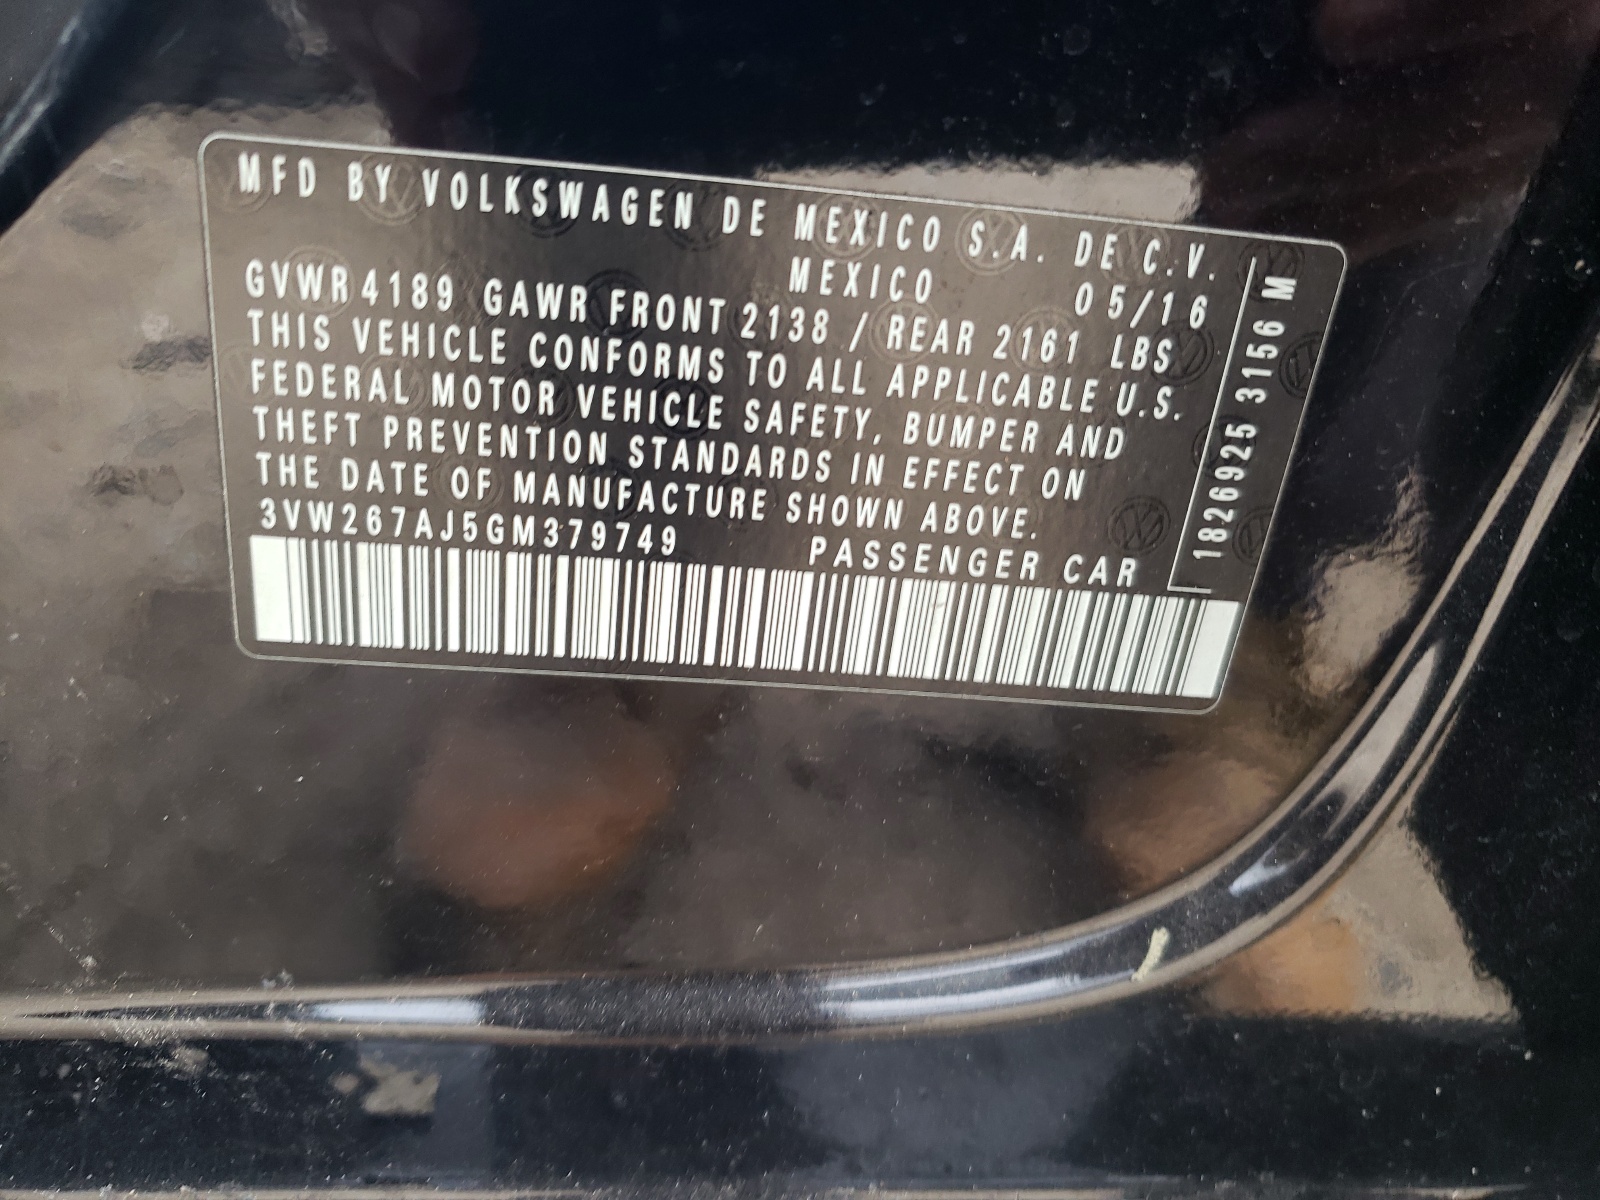 MFD BY VOLKSWAGEN DE MEXICO S.A. DE C.V.
MEXICO 05/16
GVWR 4189 GAWR FRONT 2138 / REAR 2161 LBS
THIS VEHICLE CONFORMS TO ALL APPLICABLE U.S.
FEDERAL MOTOR VEHICLE SAFETY, BUMPER AND
THEFT PREVENTION STANDARDS IN EFFECT ON
THE DATE OF MANUFACTURE SHOWN ABOVE.
3VW267AJ5GM379749 PASSENGER CAR
1826925 3156 M